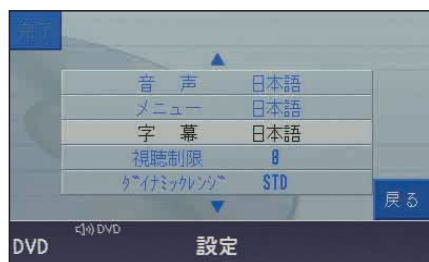 完了
音声 日本語
メニュー 日本語
字幕 日本語
視聴制限 8
ダイナミックレンジ STD
戻る
DVD
DVD 設定